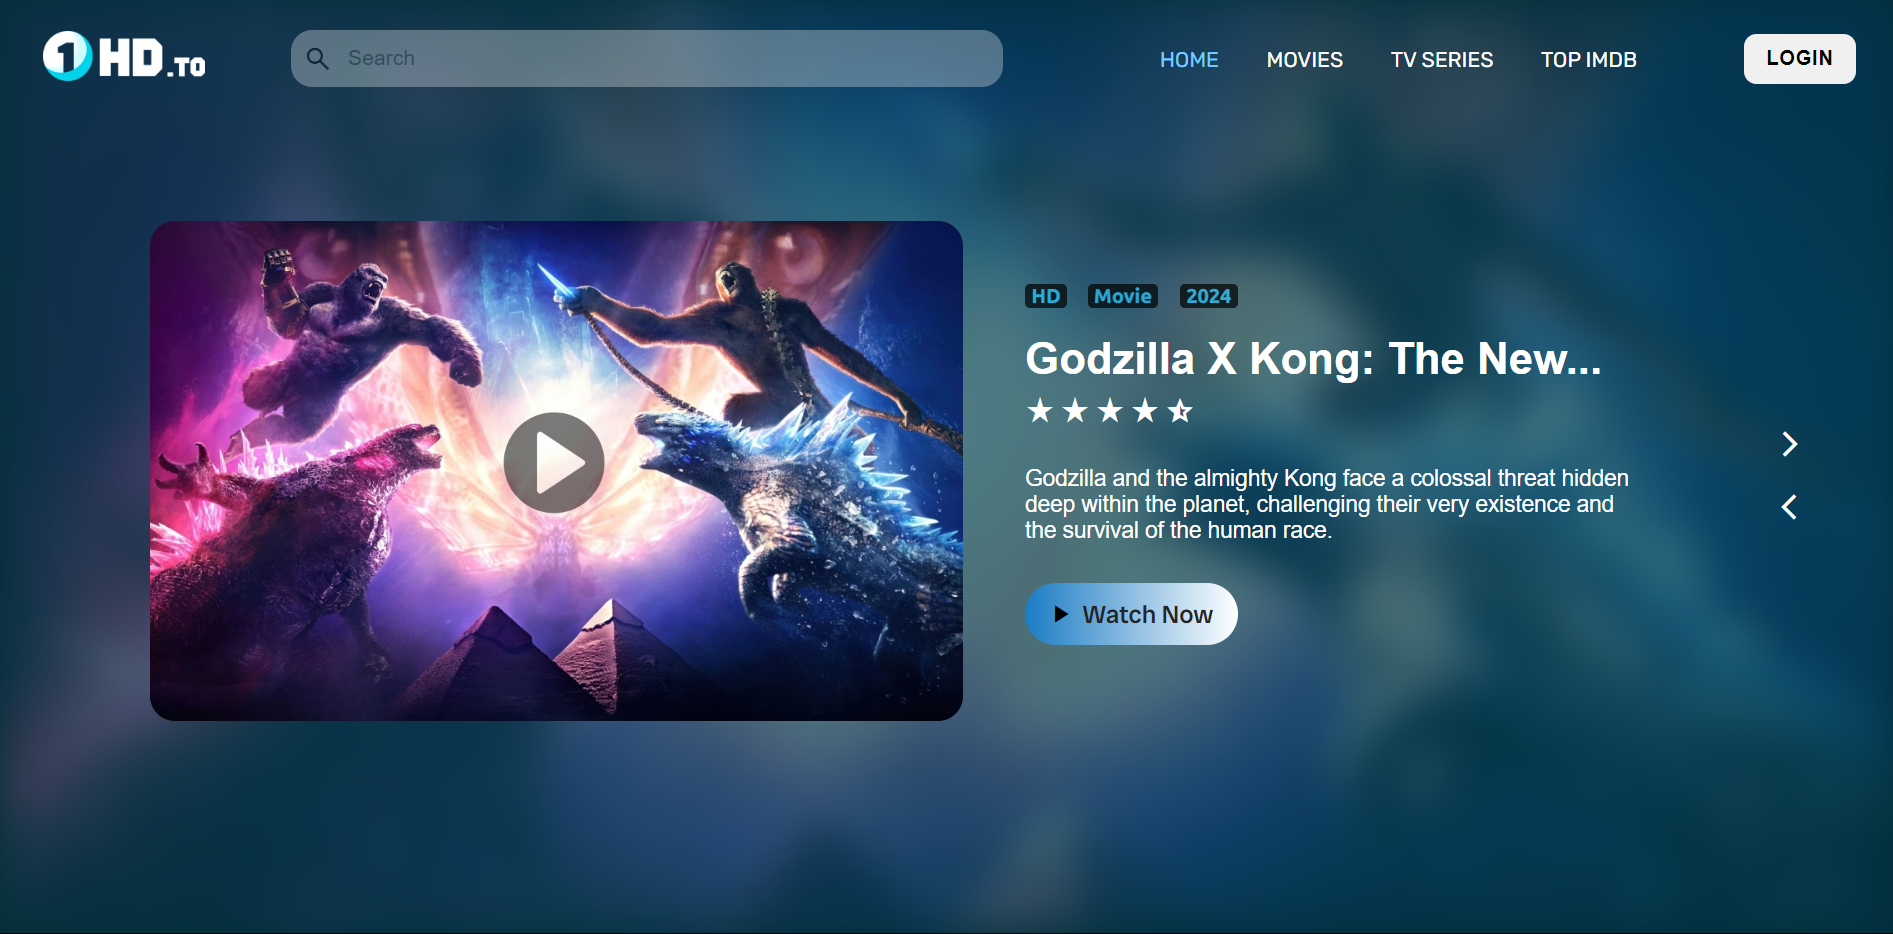 1HD.TO
Search
HOME
MOVIES
TV SERIES
TOP IMDB
LOGIN
HD
Movie
2024
Godzilla X Kong: The New...
Godzilla and the almighty Kong face a colossal threat hidden
deep within the planet, challenging their very existence and
the survival of the human race.
Watch Now